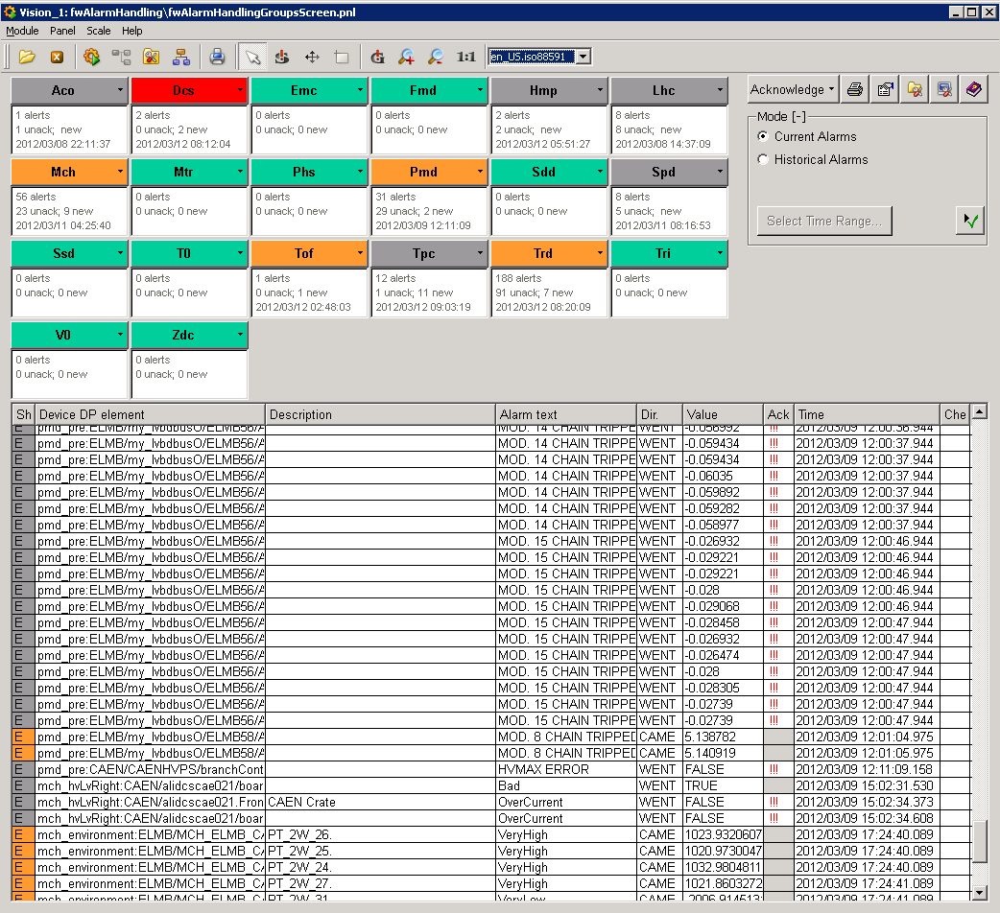 Vision_1: fwAlarmHandling\fwAlarmHandlingGroupsScreen.pnl
Module Panel Scale Help
1:1 en_US.iso88591
Aco Dcs Emc Fmd Hmp Lhc
1 alerts 2 alerts 0 alerts 0 alerts 2 alerts 8 alerts
1 unack; new 0 unack; 2 new 0 unack; 0 new 0 unack; 0 new 2 unack; new 8 unack; new
2012/03/08 22:11:37 2012/03/12 08:12:04 2012/03/12 05:51:27 2012/03/08 14:37:09
Mch Mtr Phs Pmd Sdd Spd
56 alerts 0 alerts 0 alerts 31 alerts 0 alerts 8 alerts
23 unack; 9 new 0 unack; 0 new 0 unack; 0 new 29 unack; 2 new 0 unack; 0 new 5 unack; new
2012/03/11 04:25:40 2012/03/09 12:11:09 2012/03/11 08:16:53
Ssd T0 Tof Tpc Trd Tri
0 alerts 0 alerts 1 alerts 12 alerts 188 alerts 0 alerts
0 unack; 0 new 0 unack; 0 new 0 unack; 1 new 1 unack; 11 new 91 unack; 7 new 0 unack; 0 new
2012/03/12 02:48:03 2012/03/12 09:03:19 2012/03/12 08:20:09
V0 Zdc
0 alerts 0 alerts
0 unack; 0 new 0 unack; 0 new
Acknowledge
Mode [-]
Current Alarms
Historical Alarms
Select Time Range...
Sh Device DP element Description Alarm text Dir. Value Ack Time Che
E pmd_pre:ELMB/my_lvbdbusO/ELMB56/A MOD. 14 CHAIN TRIPPE WENT -0.056992 !!! 2012/03/09 12:00:36.944
E pmd_pre:ELMB/my_lvbdbusO/ELMB56/A MOD. 14 CHAIN TRIPPE WENT -0.059434 !!! 2012/03/09 12:00:37.944
E pmd_pre:ELMB/my_lvbdbusO/ELMB56/A MOD. 14 CHAIN TRIPPE WENT -0.059434 !!! 2012/03/09 12:00:37.944
E pmd_pre:ELMB/my_lvbdbusO/ELMB56/A MOD. 14 CHAIN TRIPPE WENT -0.06035 !!! 2012/03/09 12:00:37.944
E pmd_pre:ELMB/my_lvbdbusO/ELMB56/A MOD. 14 CHAIN TRIPPE WENT -0.059892 !!! 2012/03/09 12:00:37.944
E pmd_pre:ELMB/my_lvbdbusO/ELMB56/A MOD. 14 CHAIN TRIPPE WENT -0.059282 !!! 2012/03/09 12:00:37.944
E pmd_pre:ELMB/my_lvbdbusO/ELMB56/A MOD. 14 CHAIN TRIPPE WENT -0.058977 !!! 2012/03/09 12:00:37.944
E pmd_pre:ELMB/my_lvbdbusO/ELMB56/A MOD. 15 CHAIN TRIPPE WENT -0.026932 !!! 2012/03/09 12:00:46.944
E pmd_pre:ELMB/my_lvbdbusO/ELMB56/A MOD. 15 CHAIN TRIPPE WENT -0.029221 !!! 2012/03/09 12:00:46.944
E pmd_pre:ELMB/my_lvbdbusO/ELMB56/A MOD. 15 CHAIN TRIPPE WENT -0.029221 !!! 2012/03/09 12:00:46.944
E pmd_pre:ELMB/my_lvbdbusO/ELMB56/A MOD. 15 CHAIN TRIPPE WENT -0.028 !!! 2012/03/09 12:00:46.944
E pmd_pre:ELMB/my_lvbdbusO/ELMB56/A MOD. 15 CHAIN TRIPPE WENT -0.029068 !!! 2012/03/09 12:00:46.944
E pmd_pre:ELMB/my_lvbdbusO/ELMB56/A MOD. 15 CHAIN TRIPPE WENT -0.028458 !!! 2012/03/09 12:00:47.944
E pmd_pre:ELMB/my_lvbdbusO/ELMB56/A MOD. 15 CHAIN TRIPPE WENT -0.026932 !!! 2012/03/09 12:00:47.944
E pmd_pre:ELMB/my_lvbdbusO/ELMB56/A MOD. 15 CHAIN TRIPPE WENT -0.026474 !!! 2012/03/09 12:00:47.944
E pmd_pre:ELMB/my_lvbdbusO/ELMB56/A MOD. 15 CHAIN TRIPPE WENT -0.028 !!! 2012/03/09 12:00:47.944
E pmd_pre:ELMB/my_lvbdbusO/ELMB56/A MOD. 15 CHAIN TRIPPE WENT -0.028305 !!! 2012/03/09 12:00:47.944
E pmd_pre:ELMB/my_lvbdbusO/ELMB56/A MOD. 15 CHAIN TRIPPE WENT -0.02739 !!! 2012/03/09 12:00:47.944
E pmd_pre:ELMB/my_lvbdbusO/ELMB56/A MOD. 15 CHAIN TRIPPE WENT -0.02739 !!! 2012/03/09 12:00:47.944
E pmd_pre:ELMB/my_lvbdbusO/ELMB58/A MOD. 8 CHAIN TRIPPED CAME 5.138782 2012/03/09 12:01:04.975
E pmd_pre:ELMB/my_lvbdbusO/ELMB58/A MOD. 8 CHAIN TRIPPED CAME 5.140919 2012/03/09 12:01:05.975
E pmd_pre:CAEN/CAENHVPS/branchCont HVMAX ERROR WENT FALSE !!! 2012/03/09 12:11:09.158
E mch_hvLvRight:CAEN/alidcscae021/boar Bad WENT TRUE 2012/03/09 15:02:31.530
E mch_hvLvRight:CAEN/alidcscae021.Fron CAEN Crate OverCurrent WENT FALSE !!! 2012/03/09 15:02:34.373
E mch_hvLvRight:CAEN/alidcscae021/boar OverCurrent WENT FALSE !!! 2012/03/09 15:02:34.608
E mch_environment:ELMB/MCH_ELMB_CA PT_2W_26. VeryHigh CAME 1023.9320607 2012/03/09 17:24:40.089
E mch_environment:ELMB/MCH_ELMB_CA PT_2W_25. VeryHigh CAME 1020.9730047 2012/03/09 17:24:40.089
E mch_environment:ELMB/MCH_ELMB_CA PT_2W_24. VeryHigh CAME 1032.9804811 2012/03/09 17:24:40.089
E mch_environment:ELMB/MCH_ELMB_CA PT_2W_27. VeryHigh CAME 1021.8603272 2012/03/09 17:24:41.089
E mch_environment:ELMB/MCH_ELMB_CA PT_2W_31. VeryLow CAME -2006.914513 2012/03/09 17:24:41.089